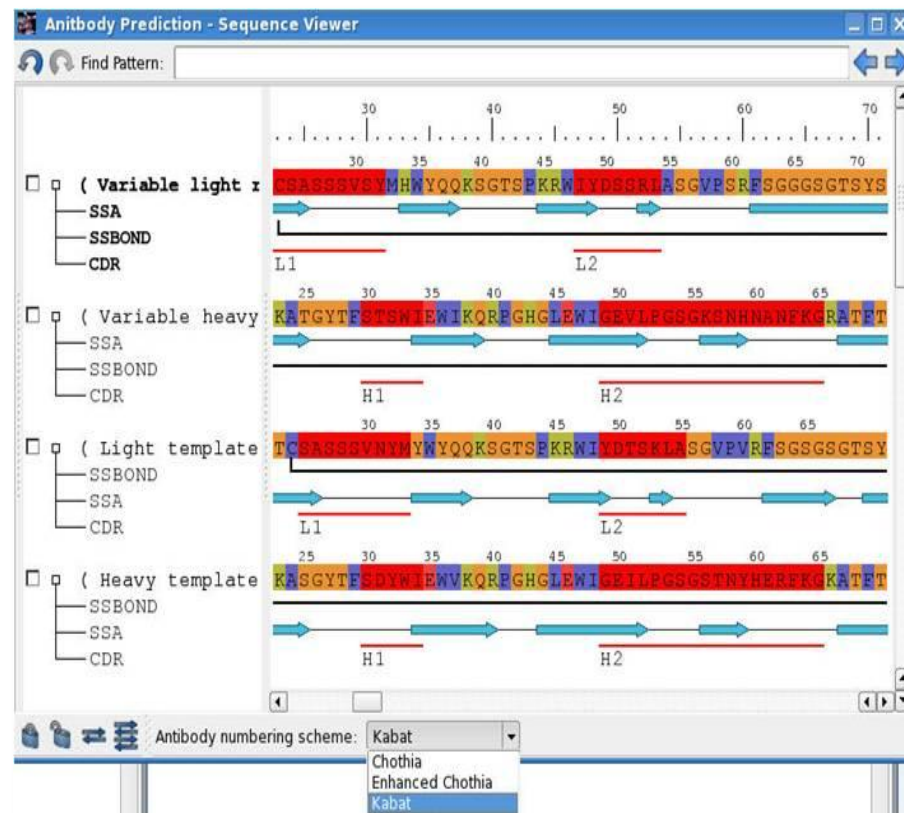 Anitbody Prediction - Sequence Viewer
Find Pattern:
30 40 50 60 70
30 35 40 45 50 55 60 65 70
( Variable light r CSASSSVSYMHWYQQKSGTSPKRWIYDSSRLASGVPSRFSGGGSGTSYS
SSA
SSBOND
CDR L1 L2
25 30 35 40 45 50 55 60 65
( Variable heavy KATGYTFSTSWIEWIKQRPGHGLEWIGEVLPGSGKSNHNANFKGRATFT
SSA
SSBOND
CDR H1 H2
30 35 40 45 50 55 60 65
( Light template TCSASSSVNYMYWYQQKSGTSPKRWIYDTSKLASGVPVRFSGSGSGTSY
SSBOND
SSA
CDR L1 L2
25 30 35 40 45 50 55 60 65
( Heavy template KASGYTFSDYWIEWVKQRPGHGLEWIGEILPGSGSTNYHERFKGKATFT
SSBOND
SSA
CDR H1 H2
Antibody numbering scheme: Kabat
Chothia
Enhanced Chothia
Kabat